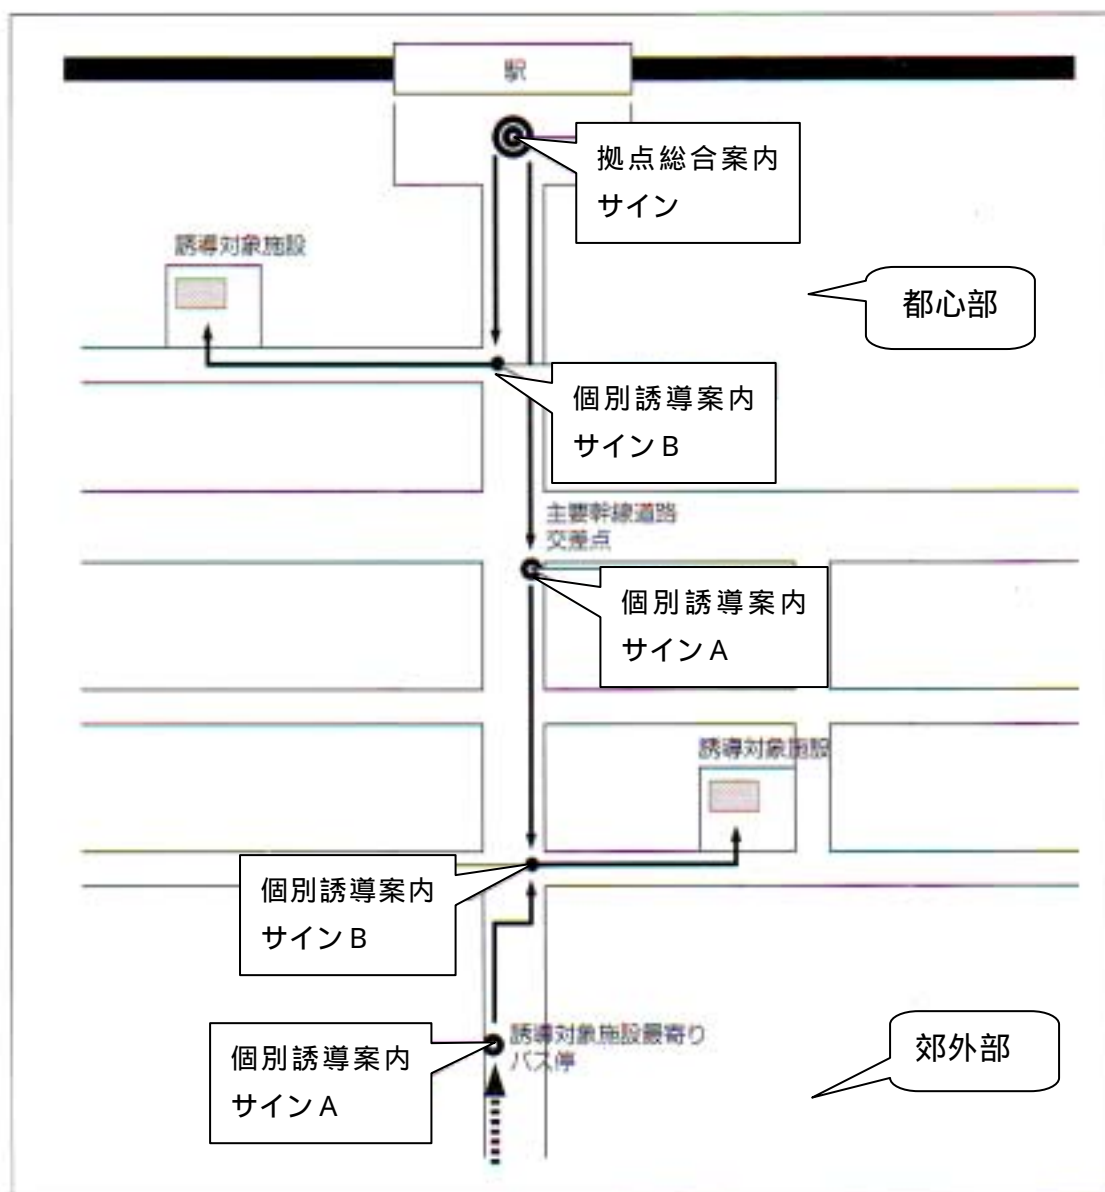 駅
拠点総合案内
サイン
誘導対象施設
都心部
個別誘導案内
サインB
主要幹線道路
交差点
個別誘導案内
サインA
誘導対象施設
個別誘導案内
サインB
誘導対象施設最寄り
バス停
個別誘導案内
サインA
郊外部